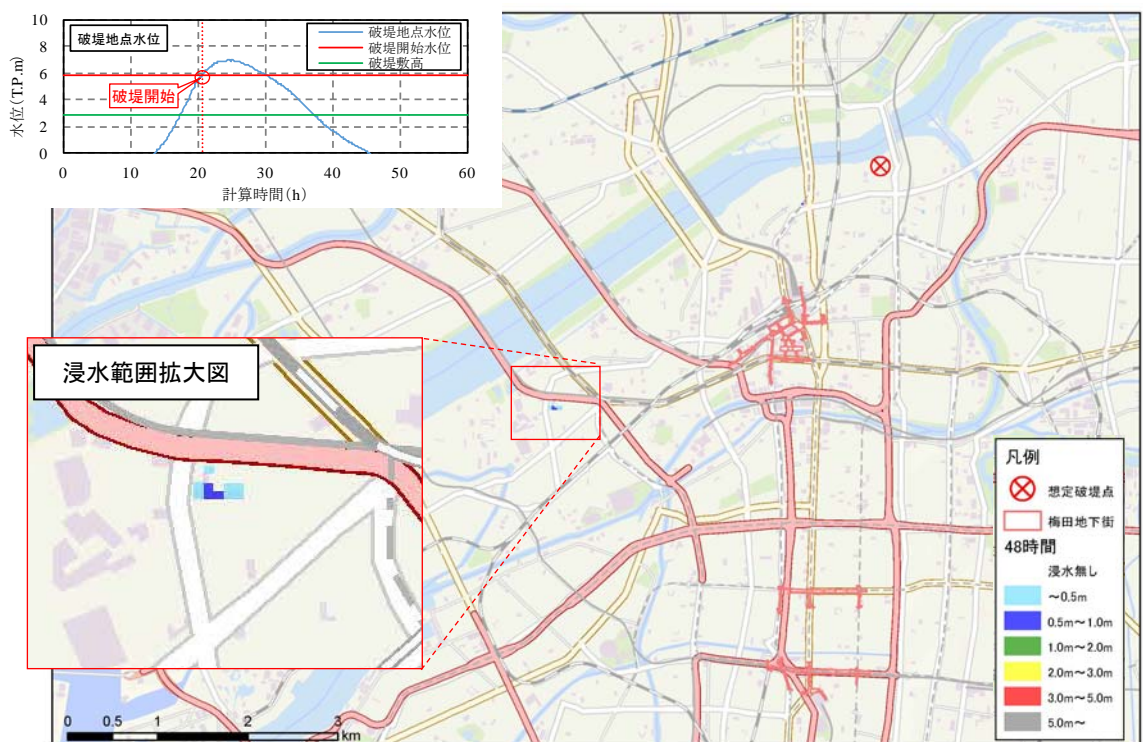 破堤地点水位
破堤地点水位
破堤開始水位
破堤敷高
破堤開始
水位(T.P.m)
10
8
6
4
2
0
0 10 20 30 40 50 60
計算時間(h)
浸水範囲拡大図
凡例
想定破堤点
梅田地下街
48時間
浸水無し
～0.5m
0.5m～1.0m
1.0m～2.0m
2.0m～3.0m
3.0m～5.0m
5.0m～
0 0.5 1 2 3
km